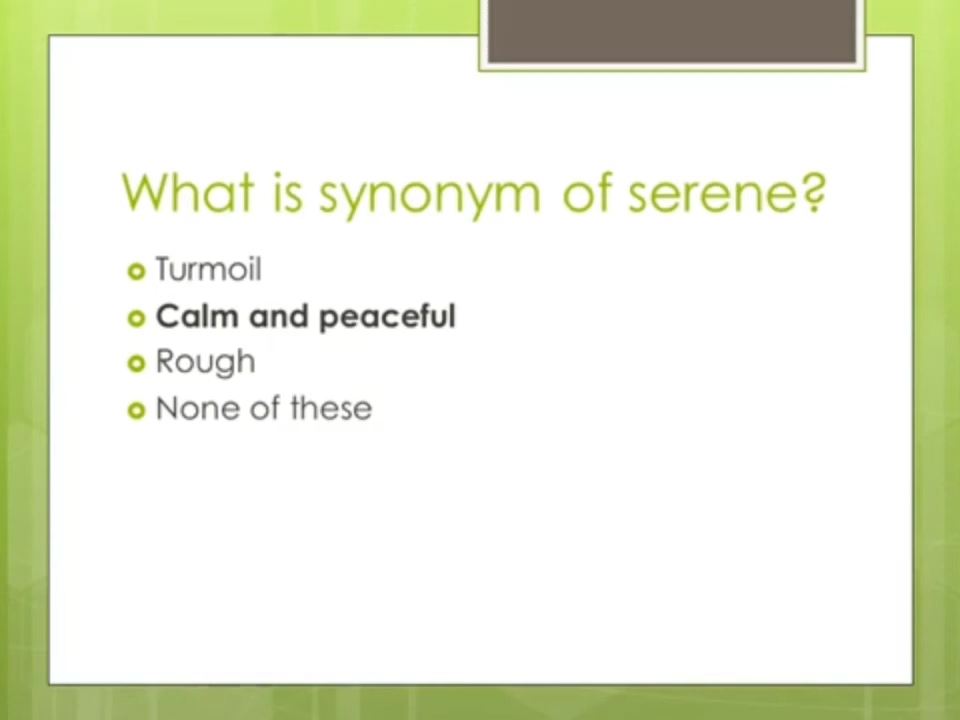 What is synonym of serene?
Turmoil
Calm and peaceful
Rough
None of these